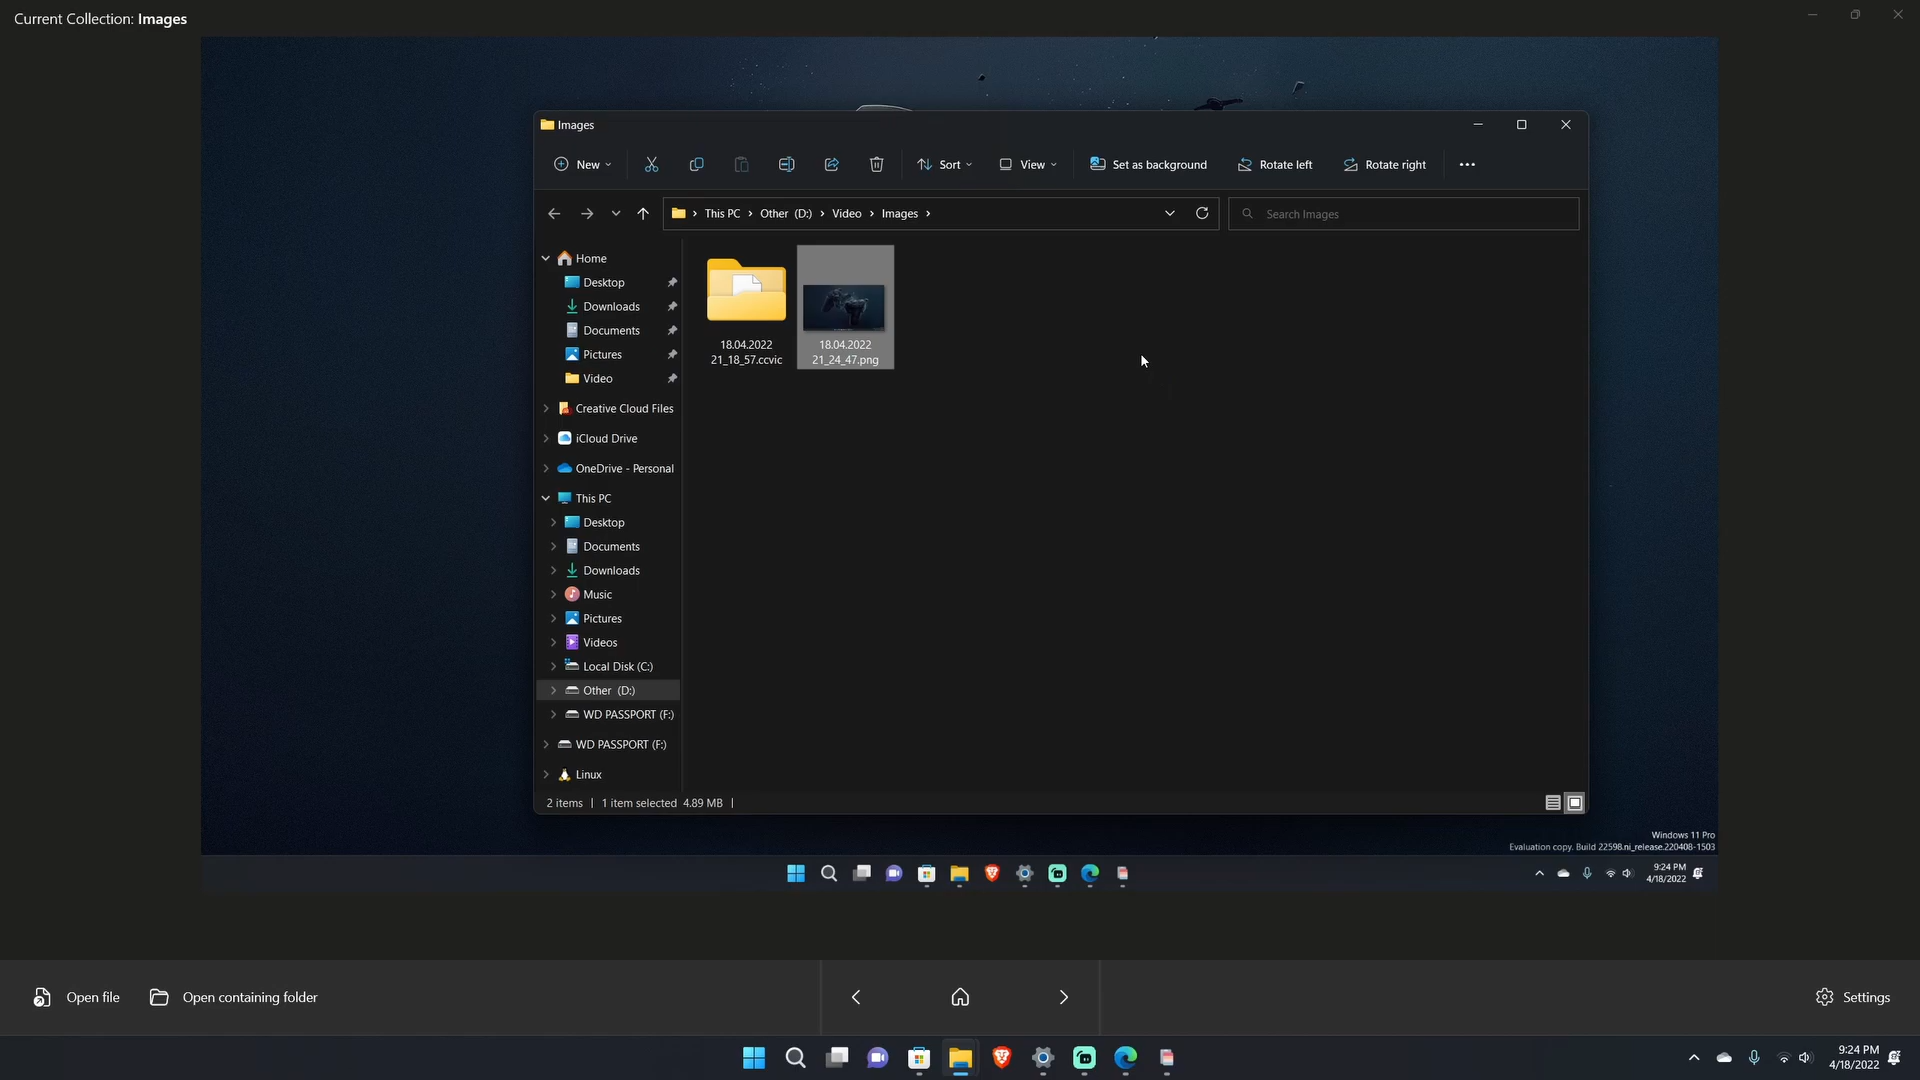 Current Collection: Images
Images
New
Sort
View
Set as background
Rotate left
Rotate right
This PC > Other (D:) > Video > Images >
Search Images
Home
Desktop
Downloads
Documents
Pictures
Video
Creative Cloud Files
iCloud Drive
OneDrive - Personal
This PC
Desktop
Documents
Downloads
Music
Pictures
Videos
Local Disk (C:)
Other (D:)
WD PASSPORT (F:)
WD PASSPORT (F:)
Linux
18.04.2022
21_18_57.ccvic
18.04.2022
21_24_47.png
2 items | 1 item selected 4.89 MB |
Windows 11 Pro
Evaluation copy. Build 22598.ni_release.220408-1503
9:24 PM
4/18/2022
Open file
Open containing folder
Settings
9:24 PM
4/18/2022